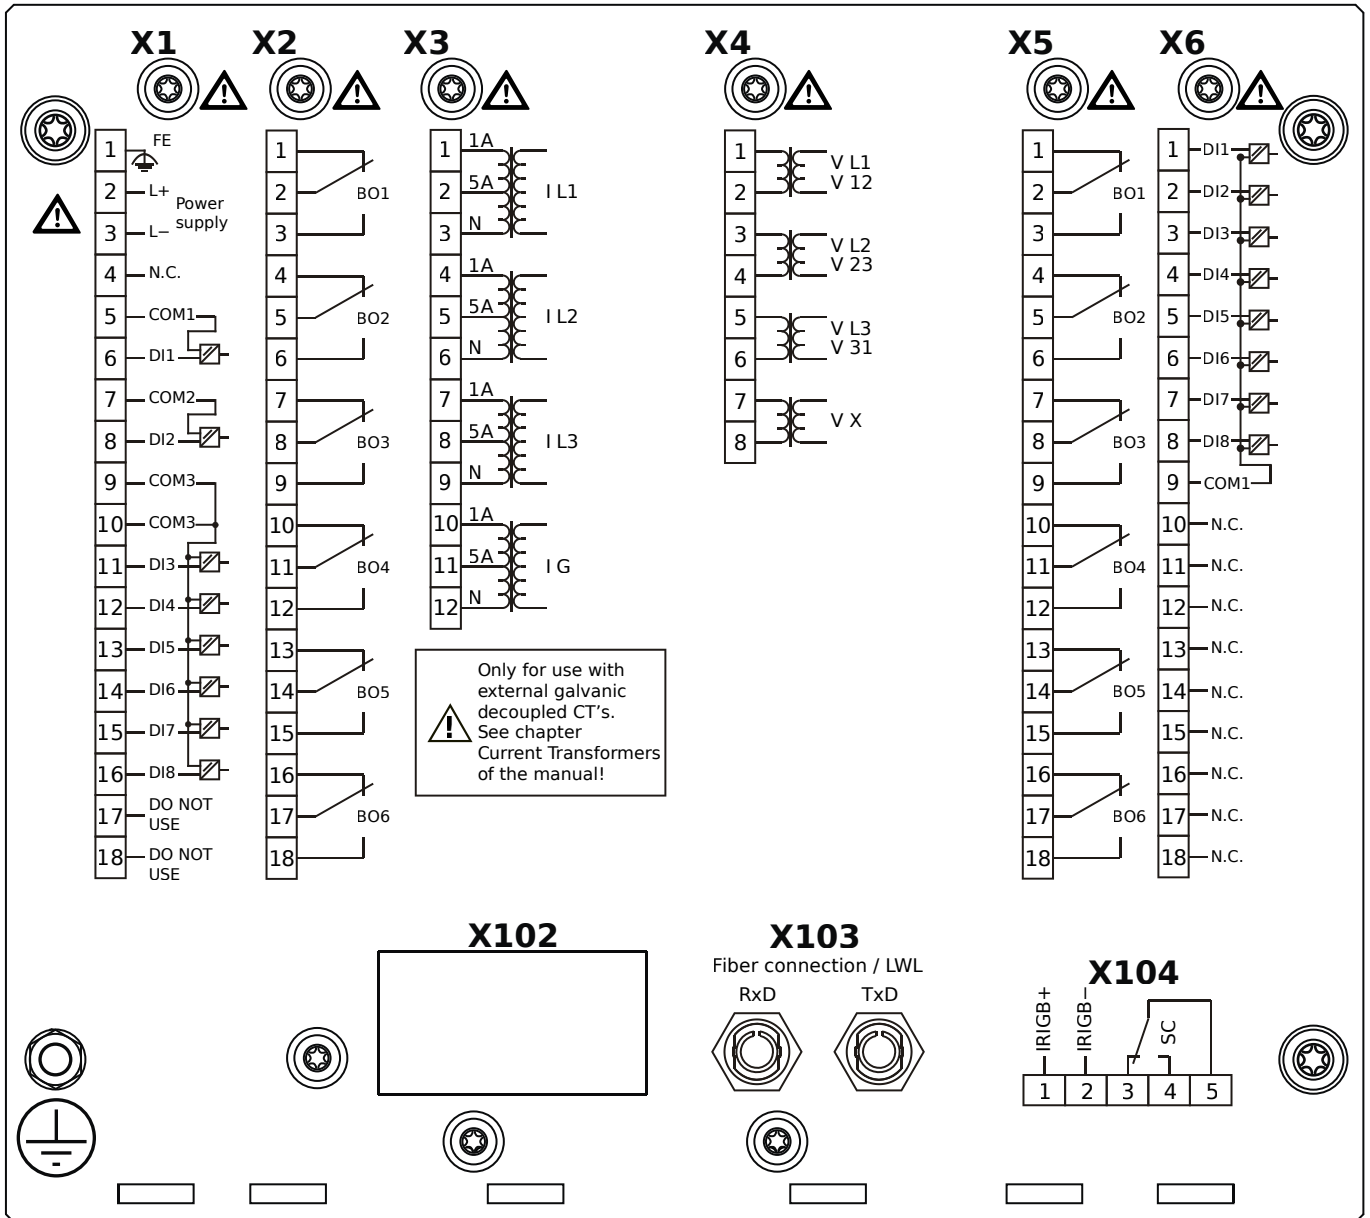 X1 X2 X3 X4 X5 X6
1 FE
2 L+
3 L−
Power
supply
4 N.C.
5 COM1
6 DI1
7 COM2
8 DI2
9 COM3
10 COM3
11 DI3
12 DI4
13 DI5
14 DI6
15 DI7
16 DI8
17 DO NOT
USE
18 DO NOT
USE
1
2 BO1
3
4
5 BO2
6
7
8 BO3
9
10
11 BO4
12
13
14 BO5
15
16
17 BO6
18
1 1A
2 5A I L1
3 N
4 1A
5 5A I L2
6 N
7 1A
8 5A I L3
9 N
10 1A
11 5A I G
12 N
Only for use with
external galvanic
decoupled CT's.
See chapter
Current Transformers
of the manual!
1 V L1
2 V 12
3 V L2
4 V 23
5 V L3
6 V 31
7 V X
8
1
2 BO1
3
4
5 BO2
6
7
8 BO3
9
10
11 BO4
12
13
14 BO5
15
16
17 BO6
18
1 DI1
2 DI2
3 DI3
4 DI4
5 DI5
6 DI6
7 DI7
8 DI8
9 COM1
10 N.C.
11 N.C.
12 N.C.
13 N.C.
14 N.C.
15 N.C.
16 N.C.
17 N.C.
18 N.C.
X102
X103
Fiber connection / LWL
RxD TxD
X104
IRIGB+
IRIGB−
SC
1 2 3 4 5